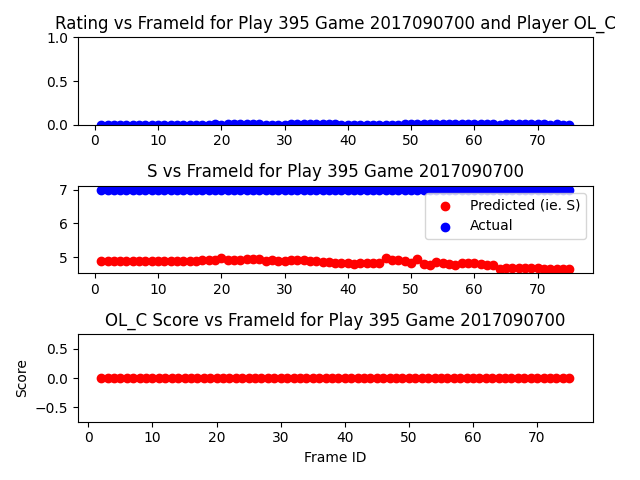 Rating vs FrameId for Play 395 Game 2017090700 and Player OL_C
1.0
0.5
0.0
0 10 20 30 40 50 60 70
S vs FrameId for Play 395 Game 2017090700
7
6
5
Predicted (ie. S)
Actual
0 10 20 30 40 50 60 70
OL_C Score vs FrameId for Play 395 Game 2017090700
Score
0.5
0.0
−0.5
0 10 20 30 40 50 60 70
Frame ID